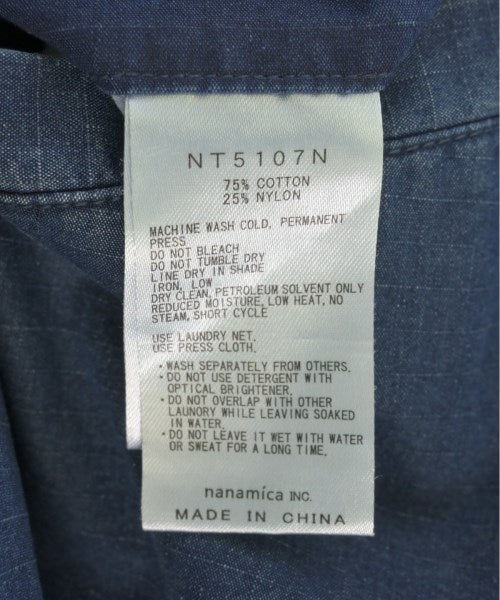 NT5107N
75% COTTON
25% NYLON
MACHINE WASH COLD, PERMANENT
PRESS
DO NOT BLEACH
DO NOT TUMBLE DRY
LINE DRY IN SHADE
IRON, LOW
DRY CLEAN, PETROLEUM SOLVENT ONLY
REDUCED MOISTURE, LOW HEAT, NO
STEAM, SHORT CYCLE
USE LAUNDRY NET.
USE PRESS CLOTH.
・WASH SEPARATELY FROM OTHERS.
・DO NOT USE DETERGENT WITH
OPTICAL BRIGHTENER.
・DO NOT OVERLAP WITH OTHER
LAUNDRY WHILE LEAVING SOAKED
IN WATER.
・DO NOT LEAVE IT WET WITH WATER
OR SWEAT FOR A LONG TIME.
nanamica INC.
MADE IN CHINA